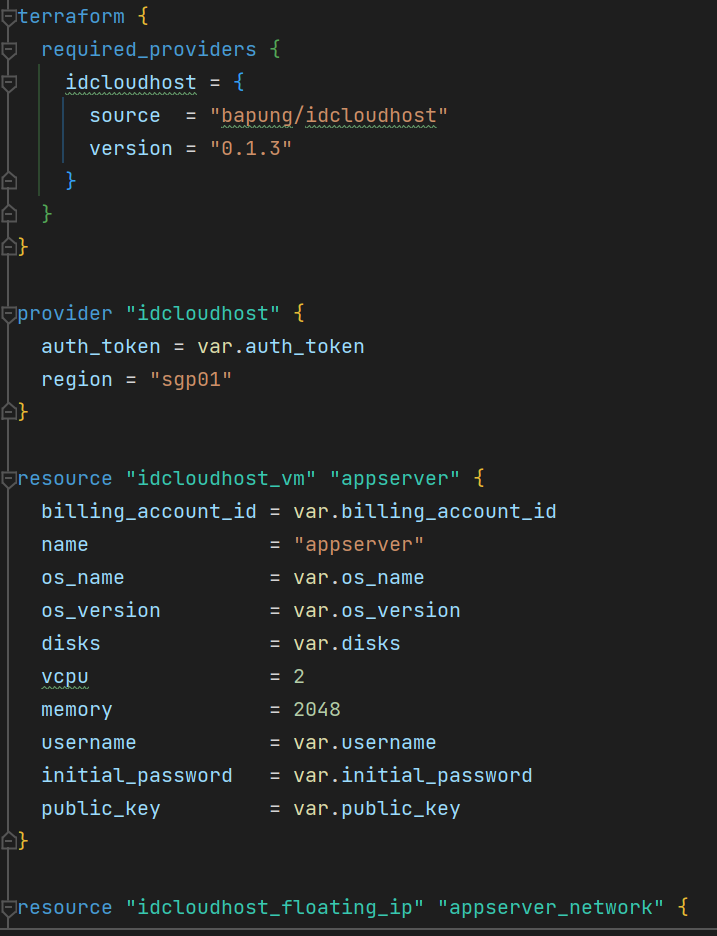 terraform {
  required_providers {
    idcloudhost = {
      source  = "bapung/idcloudhost"
      version = "0.1.3"
    }
  }
}

provider "idcloudhost" {
  auth_token = var.auth_token
  region = "sgp01"
}

resource "idcloudhost_vm" "appserver" {
  billing_account_id = var.billing_account_id
  name               = "appserver"
  os_name            = var.os_name
  os_version         = var.os_version
  disks              = var.disks
  vcpu               = 2
  memory             = 2048
  username           = var.username
  initial_password   = var.initial_password
  public_key         = var.public_key
}

resource "idcloudhost_floating_ip" "appserver_network" {